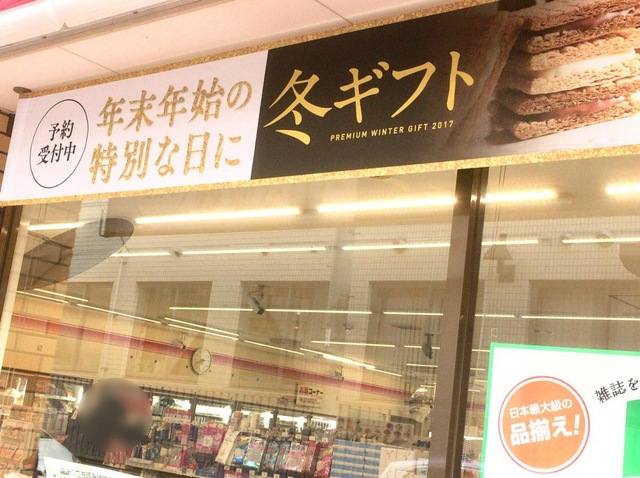 予約
受付中
年末年始の
特別な日に
冬ギフト
PREMIUM WINTER GIFT 2017
日本最大級の
品揃え!
雑誌を